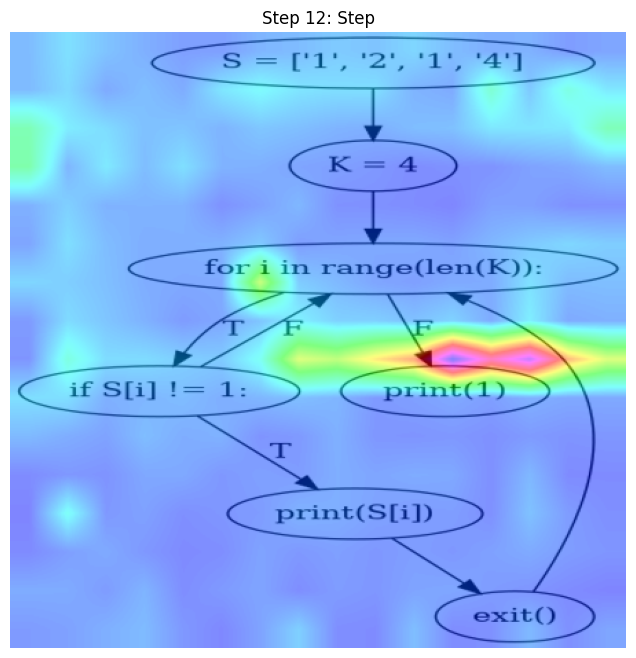 Step 12: Step
S = ['1', '2', '1', '4']
K = 4
for i in range(len(K)):
T
F
F
if S[i] != 1:
print(1)
T
print(S[i])
exit()